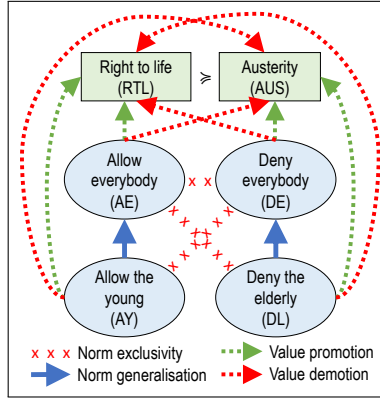 Right to life
(RTL)
≽
Austerity
(AUS)
Allow
everybody
(AE)
x x
Deny
everybody
(DE)
Allow the
young
(AY)
Deny the
elderly
(DL)
x x x Norm exclusivity
Value promotion
Norm generalisation
Value demotion